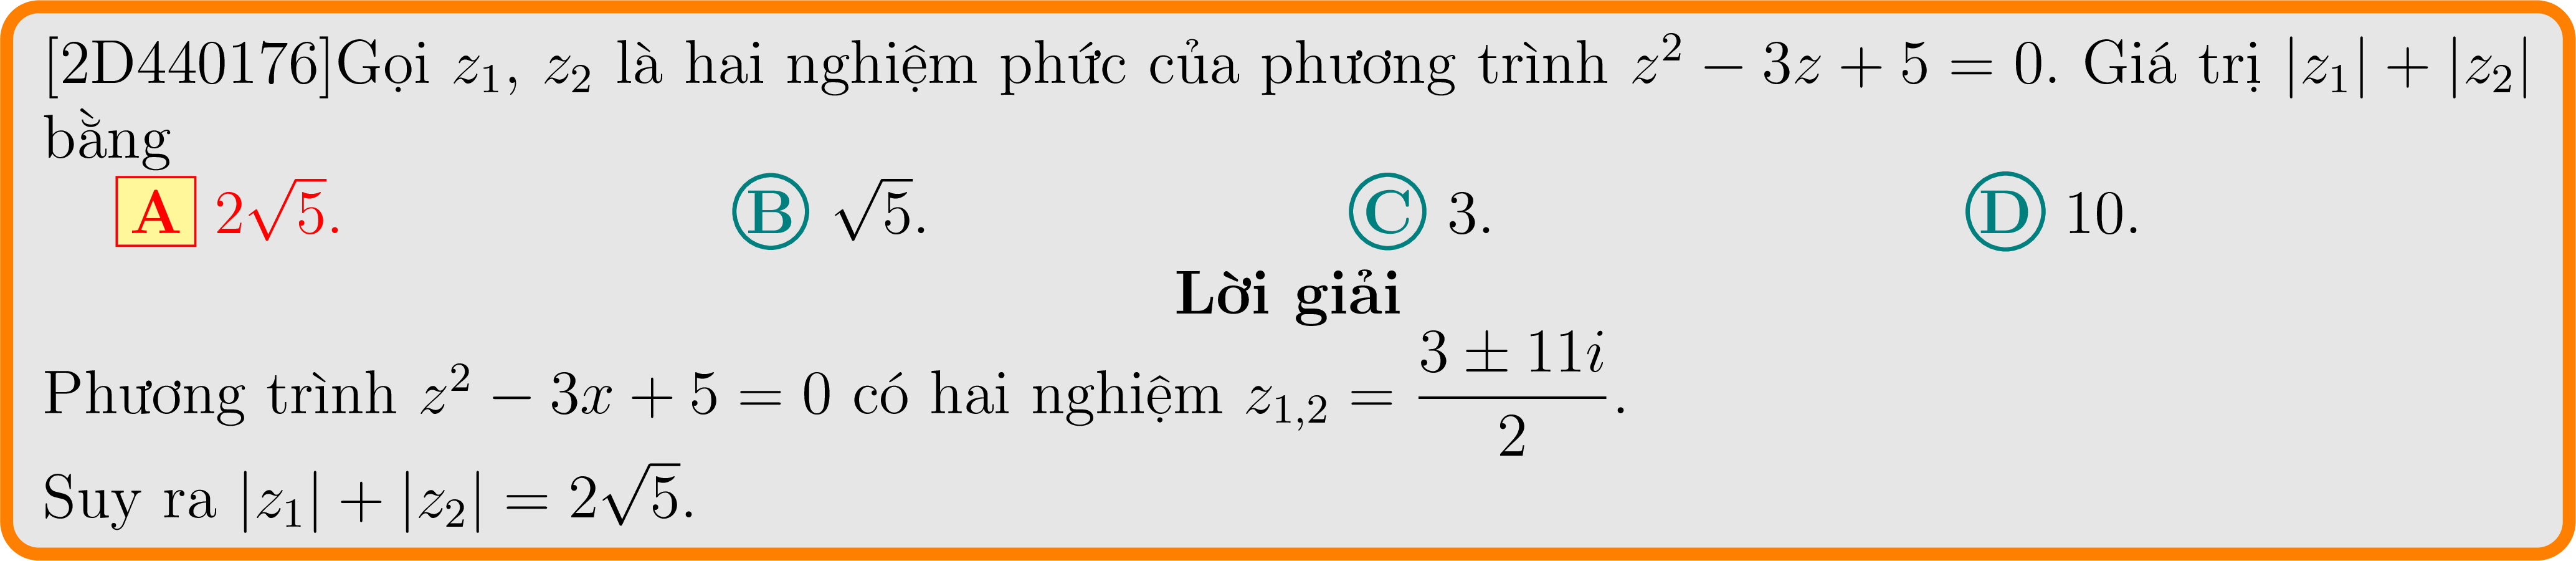 [2D440176]Gọi $z_1$, $z_2$ là hai nghiệm phức của phương trình $z^2 - 3z + 5 = 0$. Giá trị $|z_1| + |z_2|$
bằng
A $2\sqrt{5}$. B $\sqrt{5}$. C 3. D 10.
Lời giải
Phương trình $z^2 - 3x + 5 = 0$ có hai nghiệm $z_{1,2} = \dfrac{3 \pm 11i}{2}$.
Suy ra $|z_1| + |z_2| = 2\sqrt{5}$.